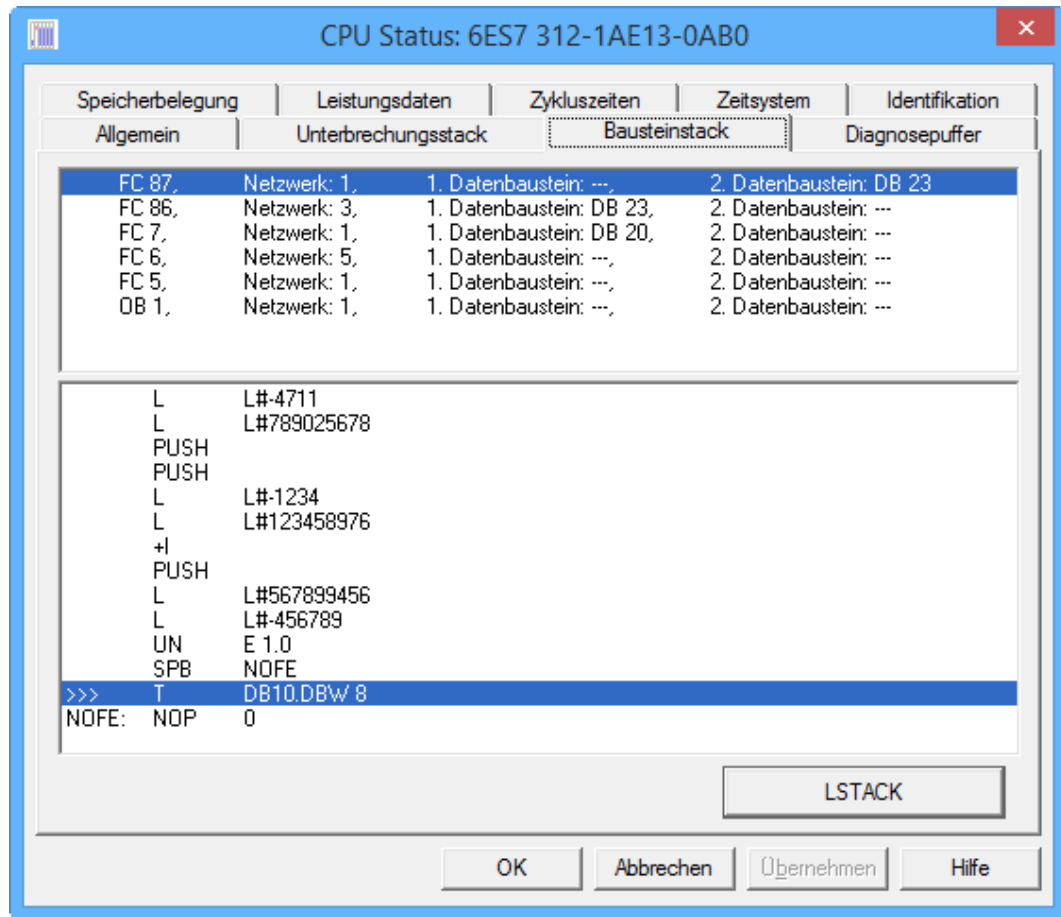 CPU Status: 6ES7 312-1AE13-0AB0
Speicherbelegung Leistungsdaten Zykluszeiten Zeitsystem Identifikation
Allgemein Unterbrechungsstack Bausteinstack Diagnosepuffer
FC 87, Netzwerk: 1, 1. Datenbaustein: ---, 2. Datenbaustein: DB 23
FC 86, Netzwerk: 3, 1. Datenbaustein: DB 23, 2. Datenbaustein: ---
FC 7, Netzwerk: 1, 1. Datenbaustein: DB 20, 2. Datenbaustein: ---
FC 6, Netzwerk: 5, 1. Datenbaustein: ---, 2. Datenbaustein: ---
FC 5, Netzwerk: 1, 1. Datenbaustein: ---, 2. Datenbaustein: ---
OB 1, Netzwerk: 1, 1. Datenbaustein: ---, 2. Datenbaustein: ---
L L#-4711
L L#789025678
PUSH
PUSH
L L#-1234
L L#123458976
+I
PUSH
L L#567899456
L L#-456789
UN E 1.0
SPB NOFE
>>> T DB10.DBW 8
NOFE: NOP 0
LSTACK
OK Abbrechen Übernehmen Hilfe